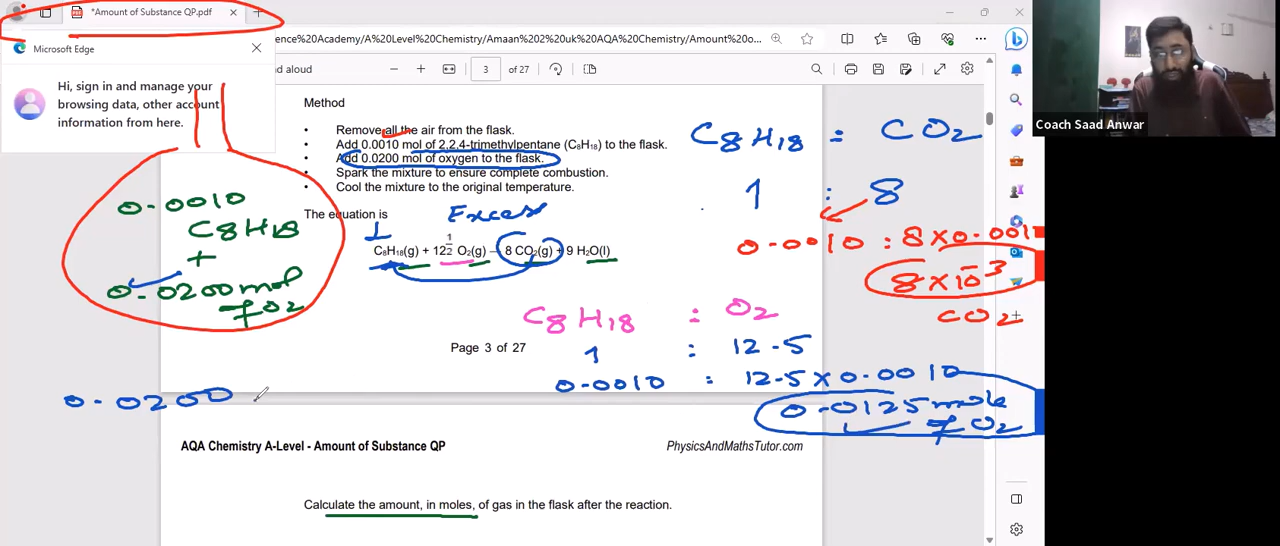 *Amount of Substance QP.pdf
ence%20Academy/A%20Level%20Chemistry/Amaan%202%20uk%20AQA%20Chemistry/Amount%20o...
Microsoft Edge
Hi, sign in and manage your
browsing data, other account
information from here.
nd aloud
3 of 27
Coach Saad Anwar
Method
• Remove all the air from the flask.
• Add 0.0010 mol of 2,2,4-trimethylpentane (C8H18) to the flask.
• Add 0.0200 mol of oxygen to the flask.
• Spark the mixture to ensure complete combustion.
• Cool the mixture to the original temperature.
The equation is
Excess
1
C8H18(g) + 12 1/2 O2(g) → 8 CO2(g) + 9 H2O(l)
C8H18 = CO2
1 : 8
0.0010 : 8 x 0.0010
8 x 10^-3
CO2
0.0010
C8H18
+
0.0200 mol
of O2
C8H18 : O2
1 : 12.5
0.0010 : 12.5 x 0.0010
0.0125 mole
of O2
Page 3 of 27
0.0200
AQA Chemistry A-Level - Amount of Substance QP
PhysicsAndMathsTutor.com
Calculate the amount, in moles, of gas in the flask after the reaction.